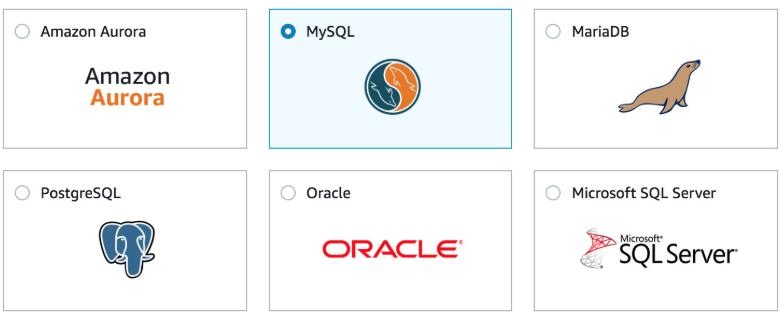 Amazon Aurora
Amazon
Aurora
MySQL
MariaDB
PostgreSQL
Oracle
ORACLE®
Microsoft SQL Server
Microsoft®
SQL Server®